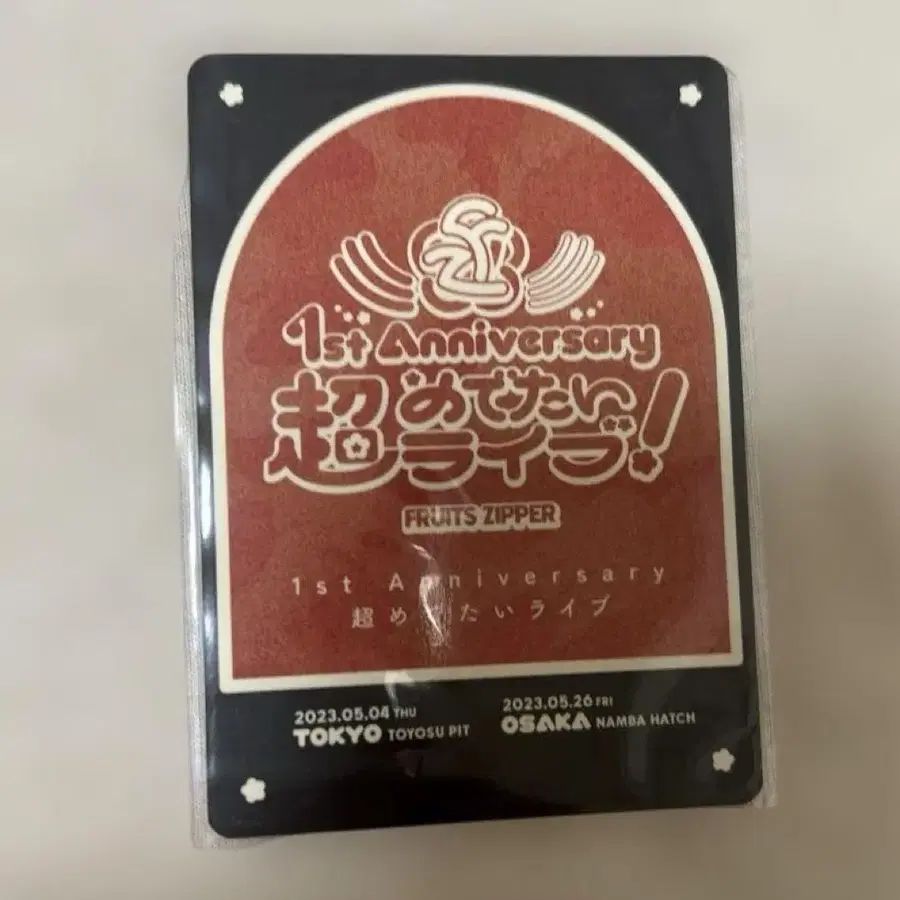 1st Anniversary
超めでたい
ライブ!
FRUITS ZIPPER
1st Anniversary
超めでたいライブ
2023.05.04 THU
TOKYO TOYOSU PIT
2023.05.26 FRI
OSAKA NAMBA HATCH